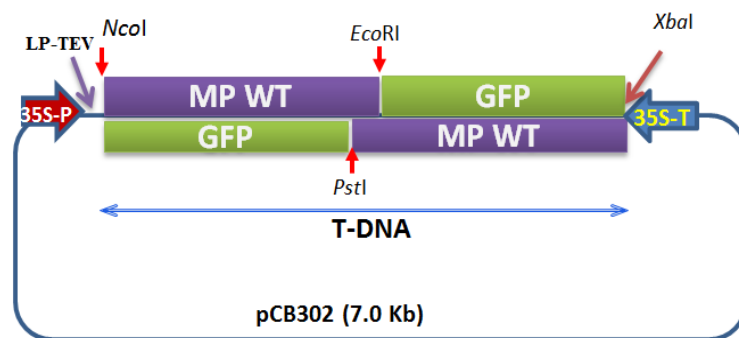 NcoI
EcoRI
XbaI
LP-TEV
MP WT
GFP
35S-P
35S-T
GFP
MP WT
PstI
T-DNA
pCB302 (7.0 Kb)